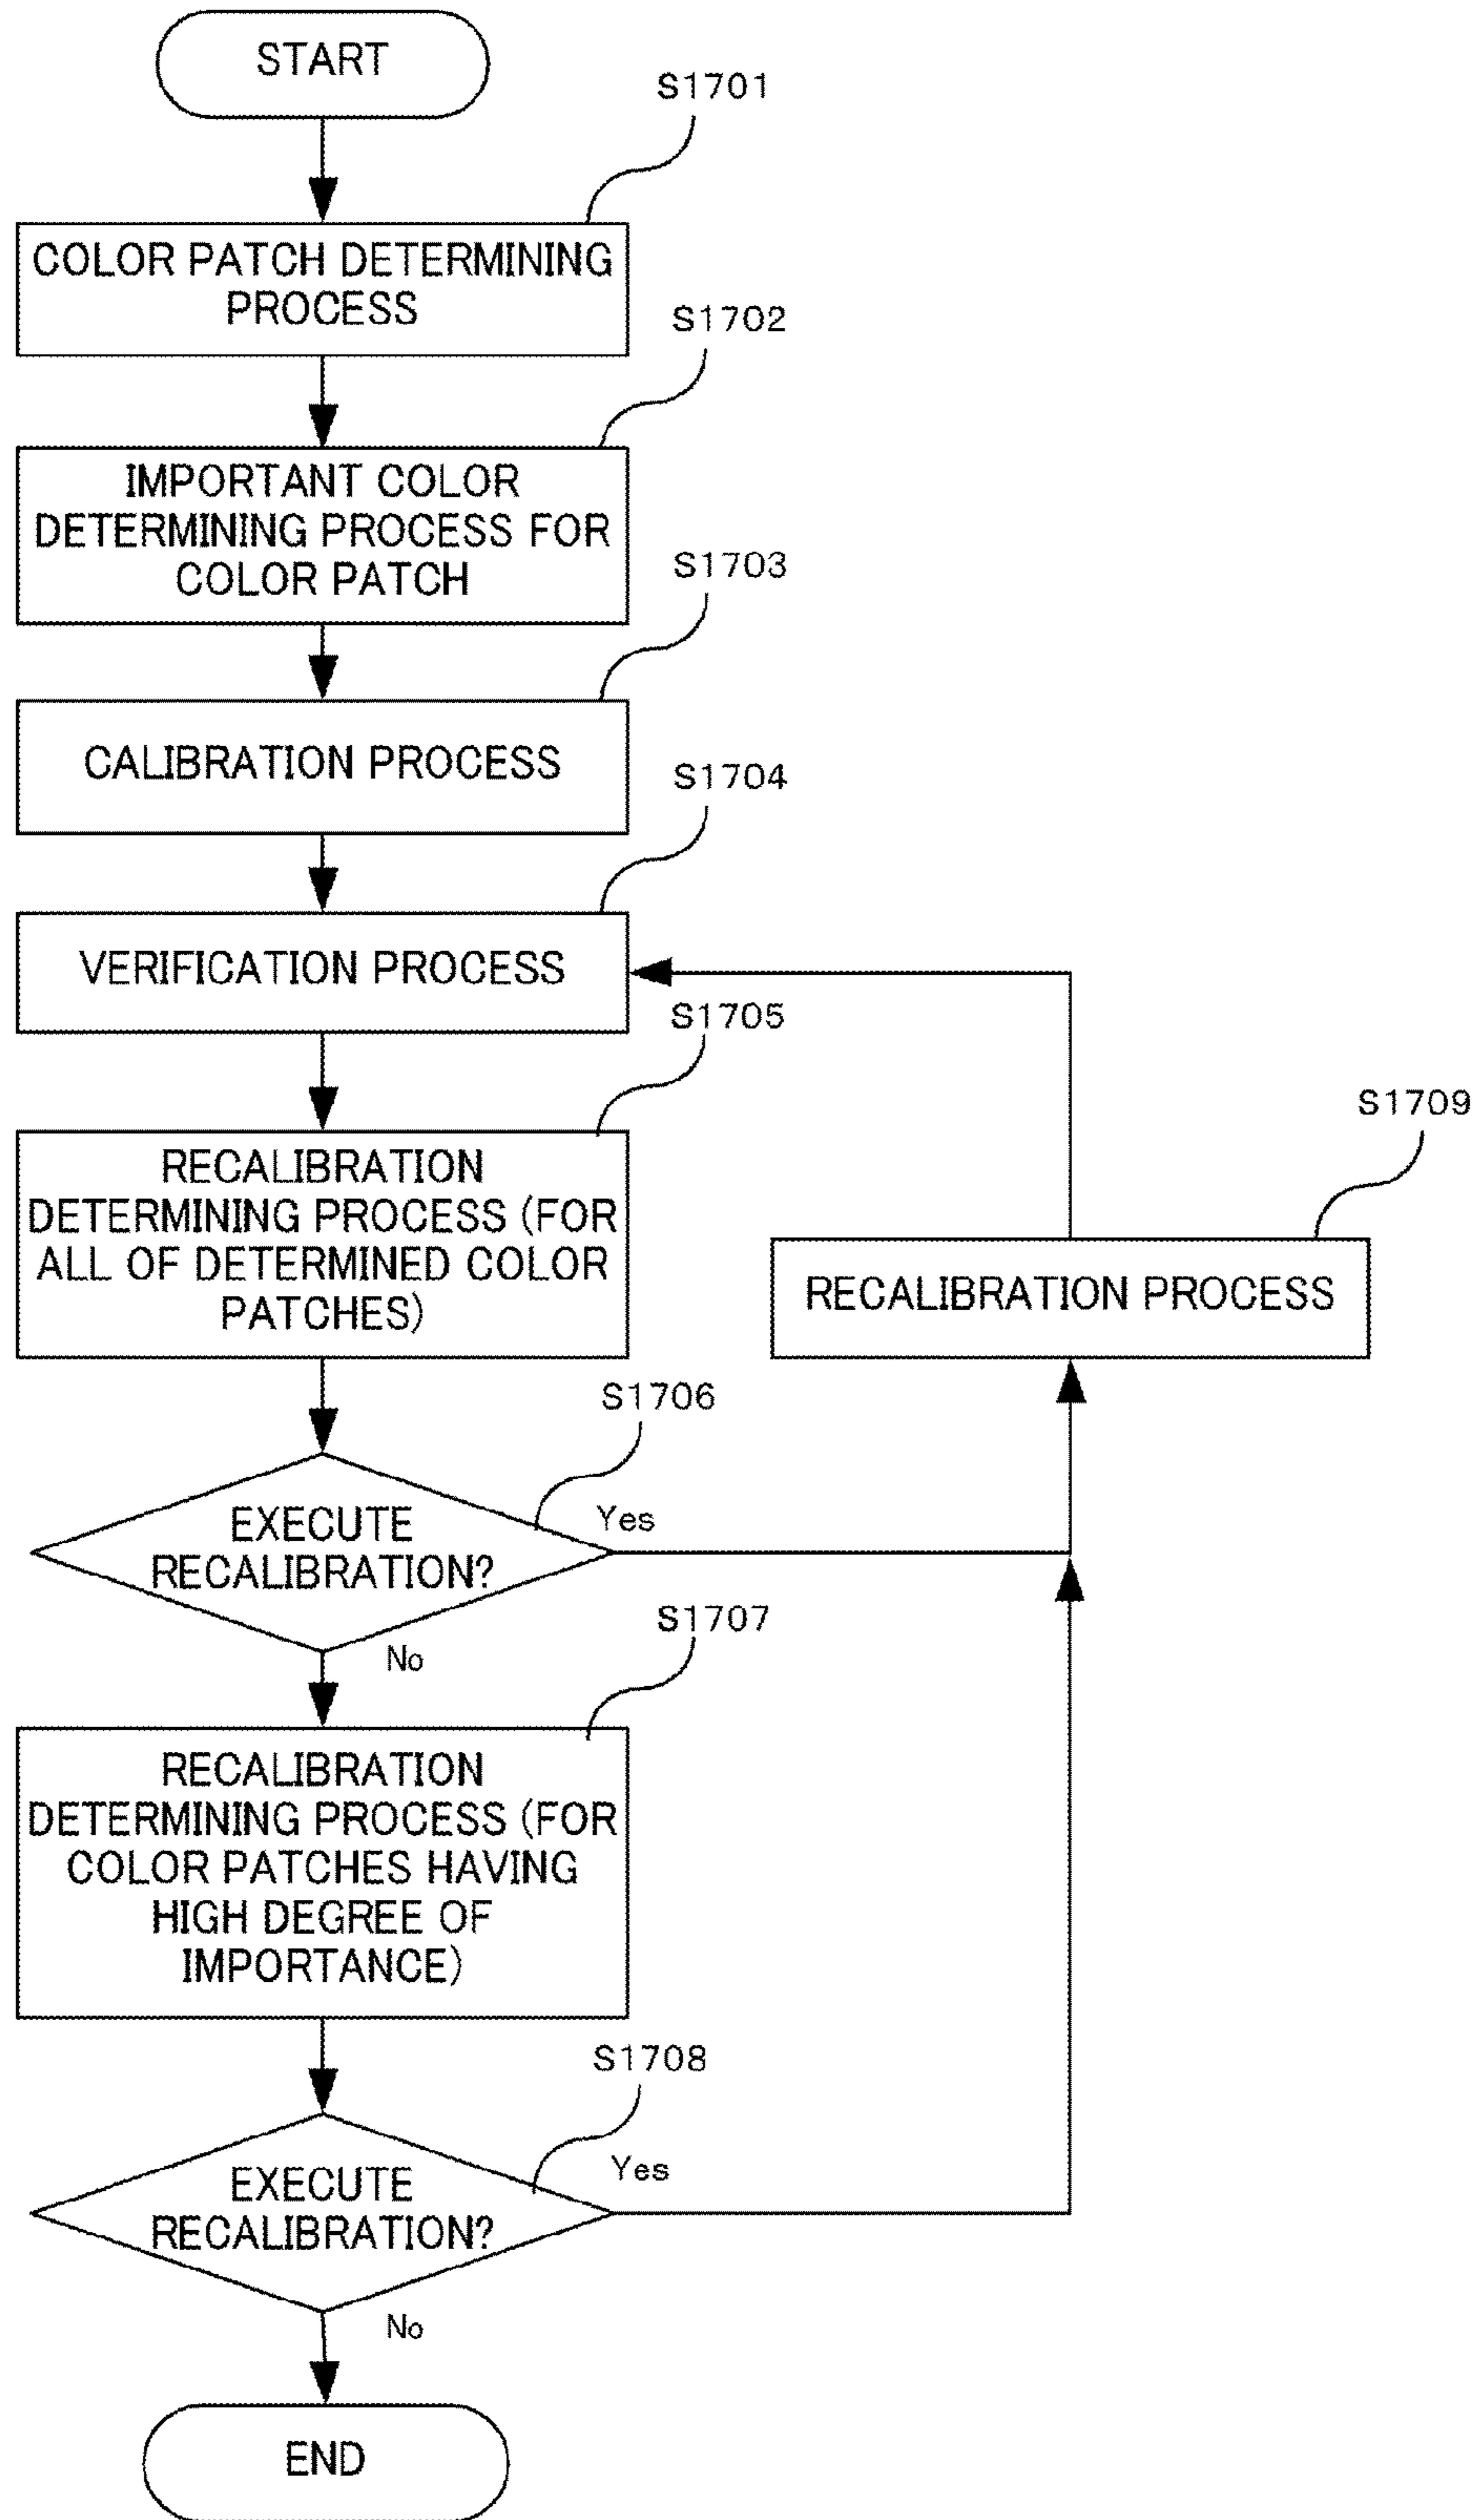 START
S1701
COLOR PATCH DETERMINING
PROCESS
S1702
IMPORTANT COLOR
DETERMINING PROCESS FOR
COLOR PATCH
S1703
CALIBRATION PROCESS
S1704
VERIFICATION PROCESS
S1705
RECALIBRATION
DETERMINING PROCESS (FOR
ALL OF DETERMINED COLOR
PATCHES)
S1709
RECALIBRATION PROCESS
S1706
EXECUTE
RECALIBRATION?
Yes
No
S1707
RECALIBRATION
DETERMINING PROCESS (FOR
COLOR PATCHES HAVING
HIGH DEGREE OF
IMPORTANCE)
S1708
EXECUTE
RECALIBRATION?
Yes
No
END